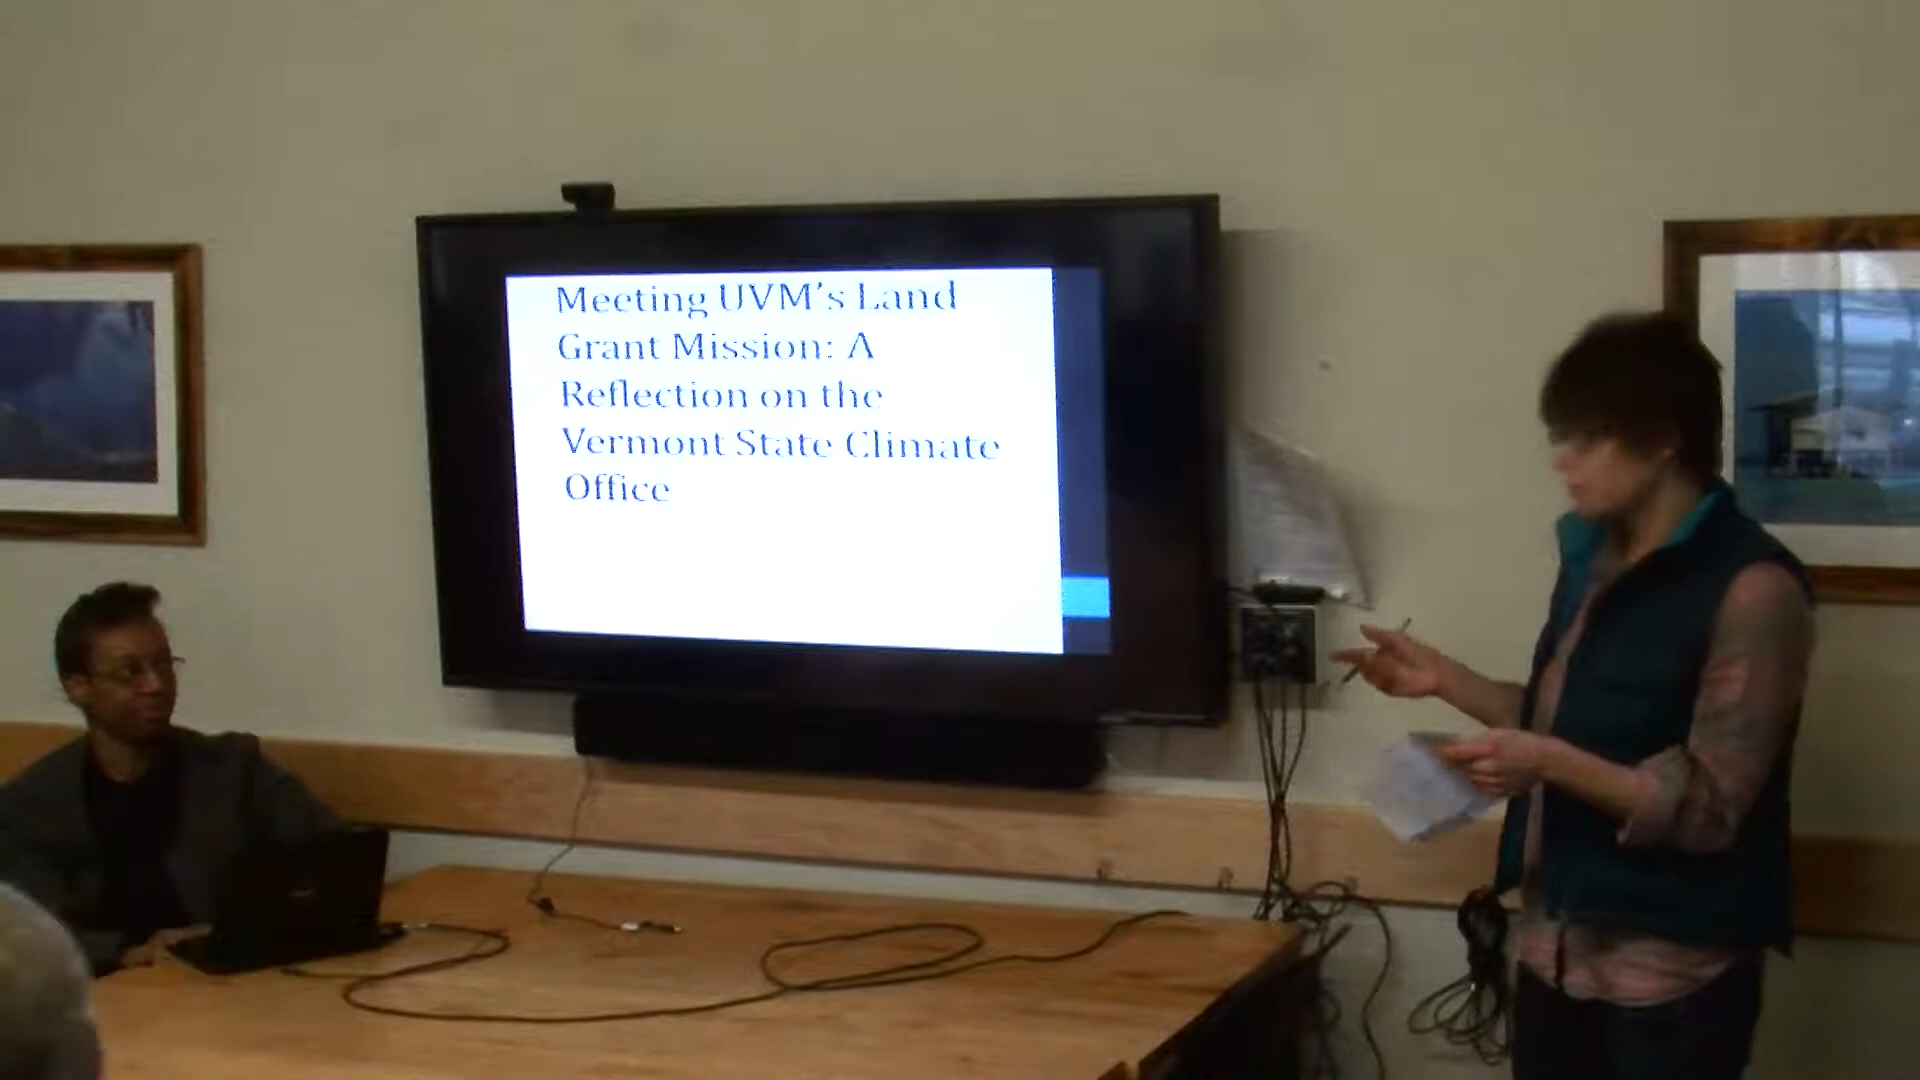 Meeting UVM's Land
Grant Mission: A
Reflection on the
Vermont State Climate
Office